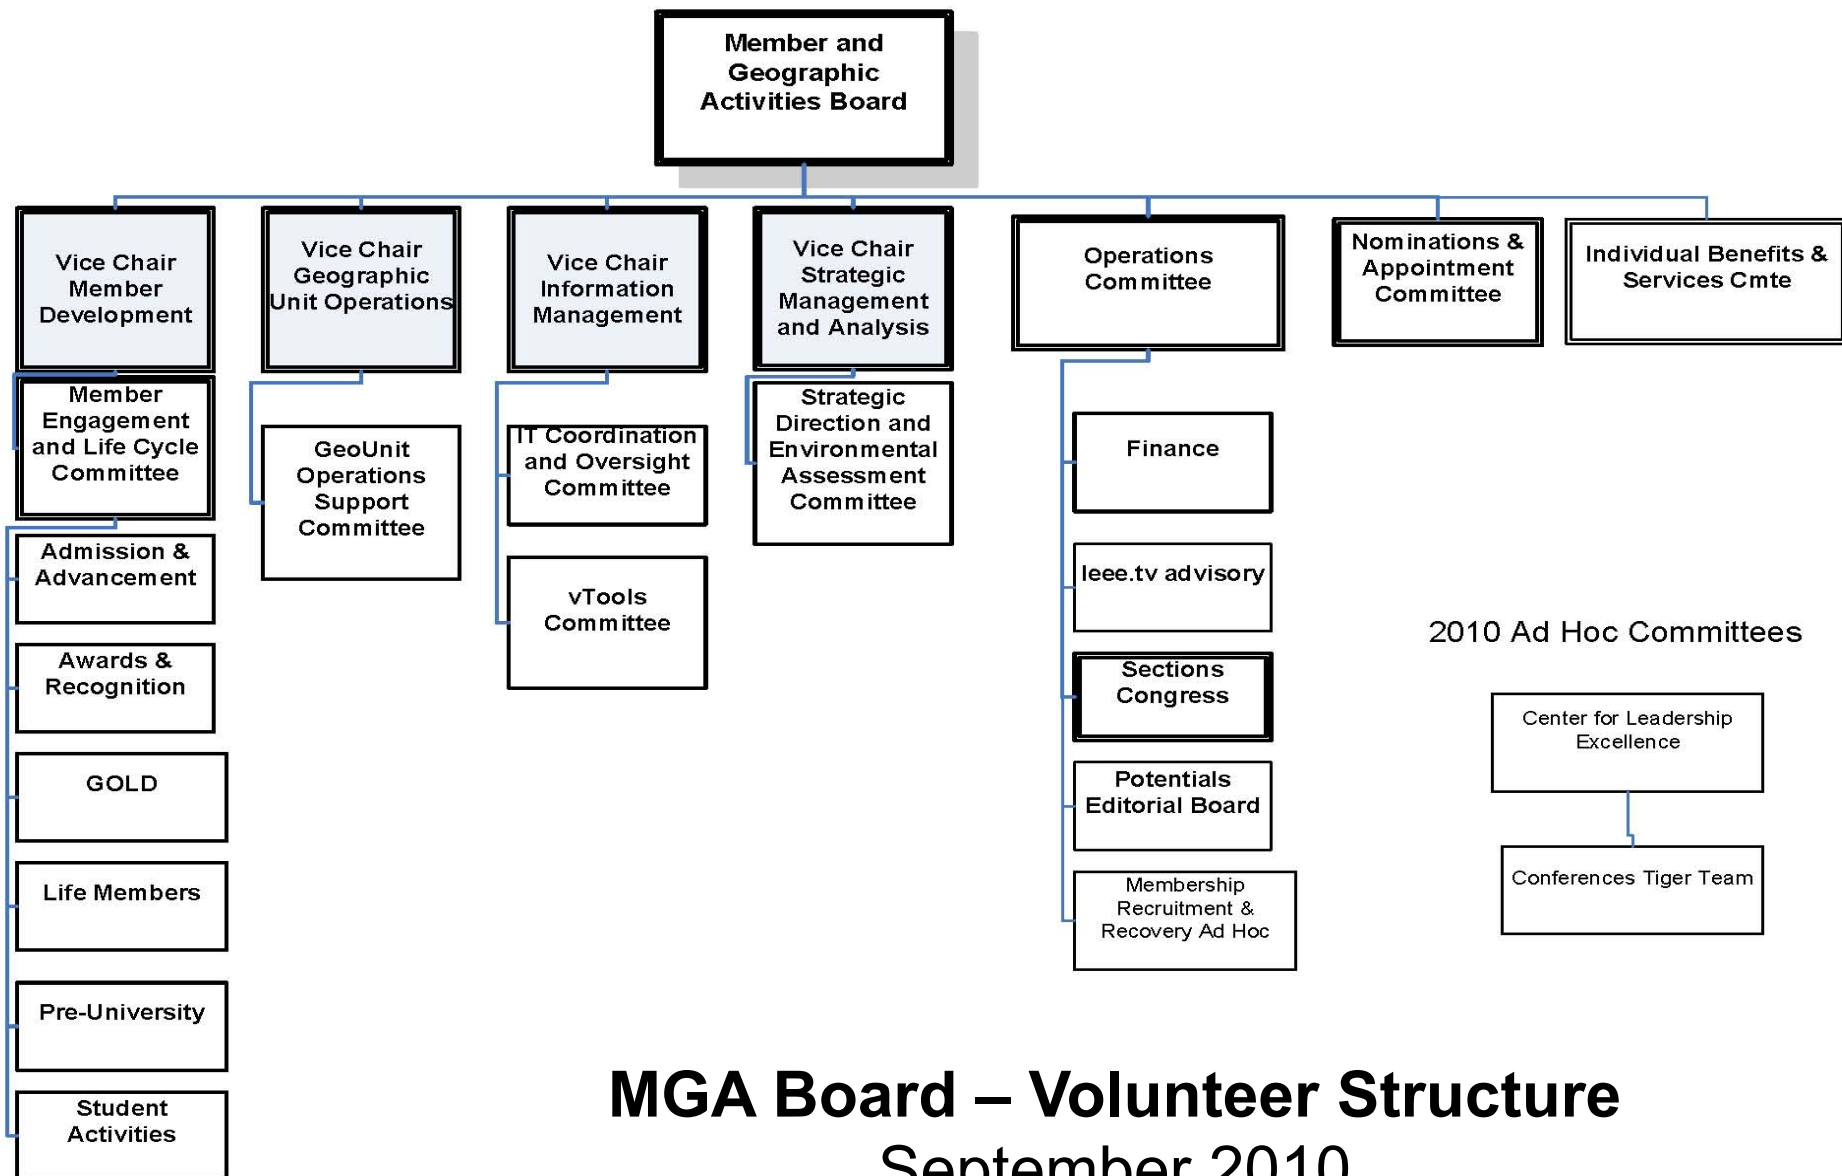 Member and
Geographic
Activities Board
Vice Chair
Member
Development
Vice Chair
Geographic
Unit Operations
Vice Chair
Information
Management
Vice Chair
Strategic
Management
and Analysis
Operations
Committee
Nominations &
Appointment
Committee
Individual Benefits &
Services Cmte
Member
Engagement
and Life Cycle
Committee
Admission &
Advancement
Awards &
Recognition
GOLD
Life Members
Pre-University
Student
Activities
GeoUnit
Operations
Support
Committee
IT Coordination
and Oversight
Committee
vTools
Committee
Strategic
Direction and
Environmental
Assessment
Committee
Finance
Ieee.tv advisory
Sections
Congress
Potentials
Editorial Board
Membership
Recruitment &
Recovery Ad Hoc
2010 Ad Hoc Committees
Center for Leadership
Excellence
Conferences Tiger Team
MGA Board – Volunteer Structure
September 2010